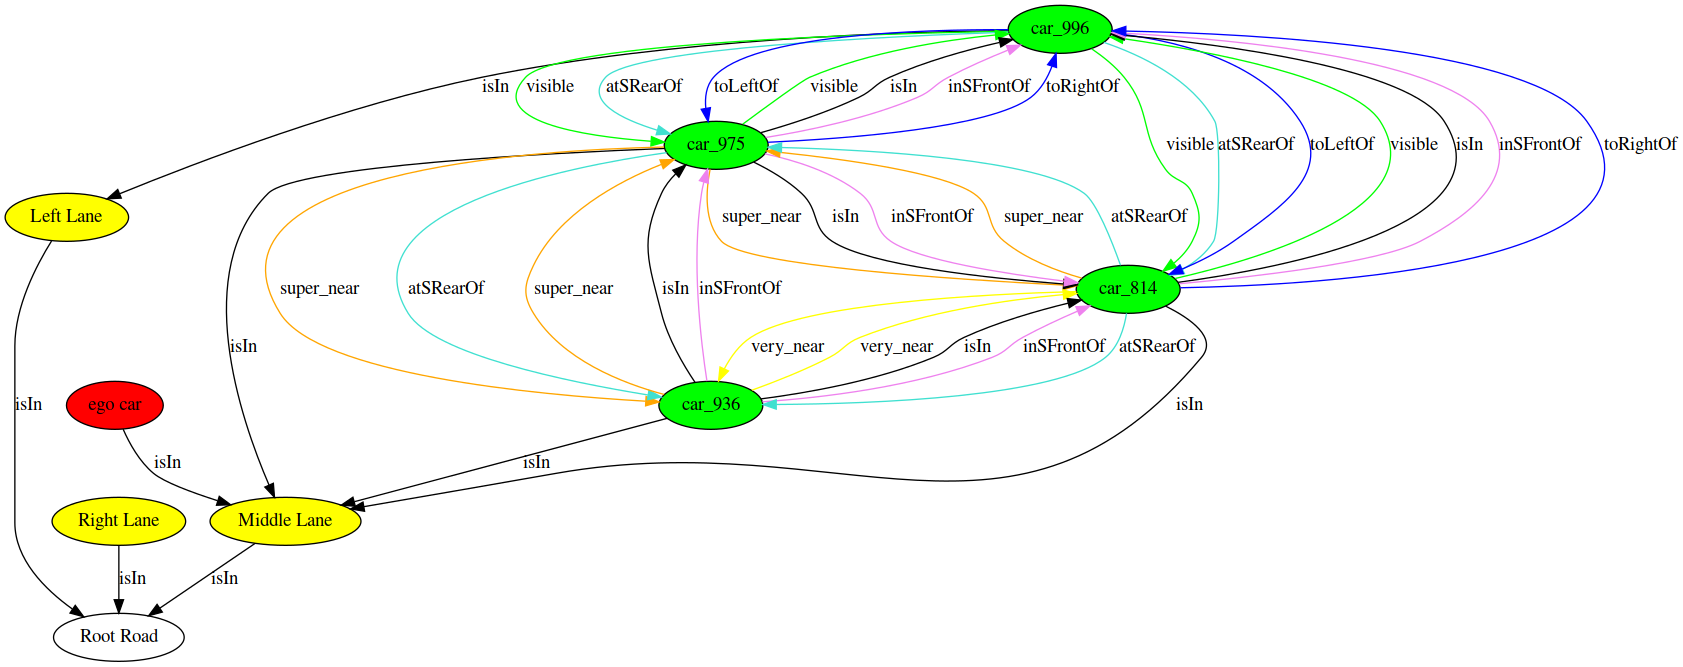 car_996
isIn
visible
atSRearOf
toLeftOf
visible
isIn
inSFrontOf
toRightOf
car_975
visible
atSRearOf
toLeftOf
visible
isIn
inSFrontOf
toRightOf
Left Lane
super_near
isIn
inSFrontOf
super_near
atSRearOf
super_near
atSRearOf
super_near
isIn
inSFrontOf
car_814
isIn
very_near
very_near
isIn
inSFrontOf
atSRearOf
isIn
ego car
car_936
isIn
isIn
isIn
Right Lane
Middle Lane
isIn
isIn
Root Road